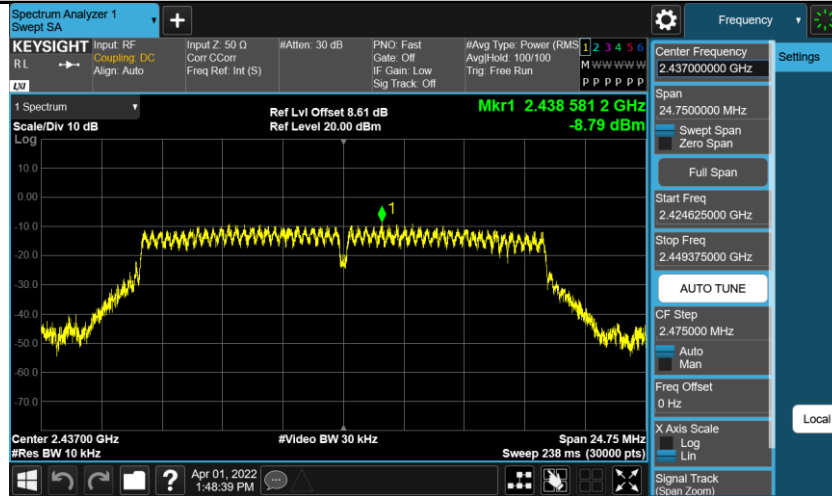 Spectrum Analyzer 1
Swept SA
+
Frequency
KEYSIGHT
RL
LXI
Input: RF
Coupling: DC
Align: Auto
Input Z: 50 Ω
Corr CCorr
Freq Ref: Int (S)
#Atten: 30 dB
PNO: Fast
Gate: Off
IF Gain: Low
Sig Track: Off
#Avg Type: Power (RMS
Avg|Hold: 100/100
Trig: Free Run
1 2 3 4 5 6
M W W W W W
P P P P P P
1 Spectrum
Scale/Div 10 dB
Log
Ref Lvl Offset 8.61 dB
Ref Level 20.00 dBm
Mkr1 2.438 581 2 GHz
-8.79 dBm
1
10.0
0.00
-10.0
-20.0
-30.0
-40.0
-50.0
-60.0
-70.0
Center 2.43700 GHz
#Res BW 10 kHz
#Video BW 30 kHz
Span 24.75 MHz
Sweep 238 ms (30000 pts)
?
Apr 01, 2022
1:48:39 PM
Center Frequency
2.437000000 GHz
Span
24.7500000 MHz
Swept Span
Zero Span
Full Span
Start Freq
2.424625000 GHz
Stop Freq
2.449375000 GHz
AUTO TUNE
CF Step
2.475000 MHz
Auto
Man
Freq Offset
0 Hz
X Axis Scale
Log
Lin
Signal Track
(Span Zoom)
Settings
Local